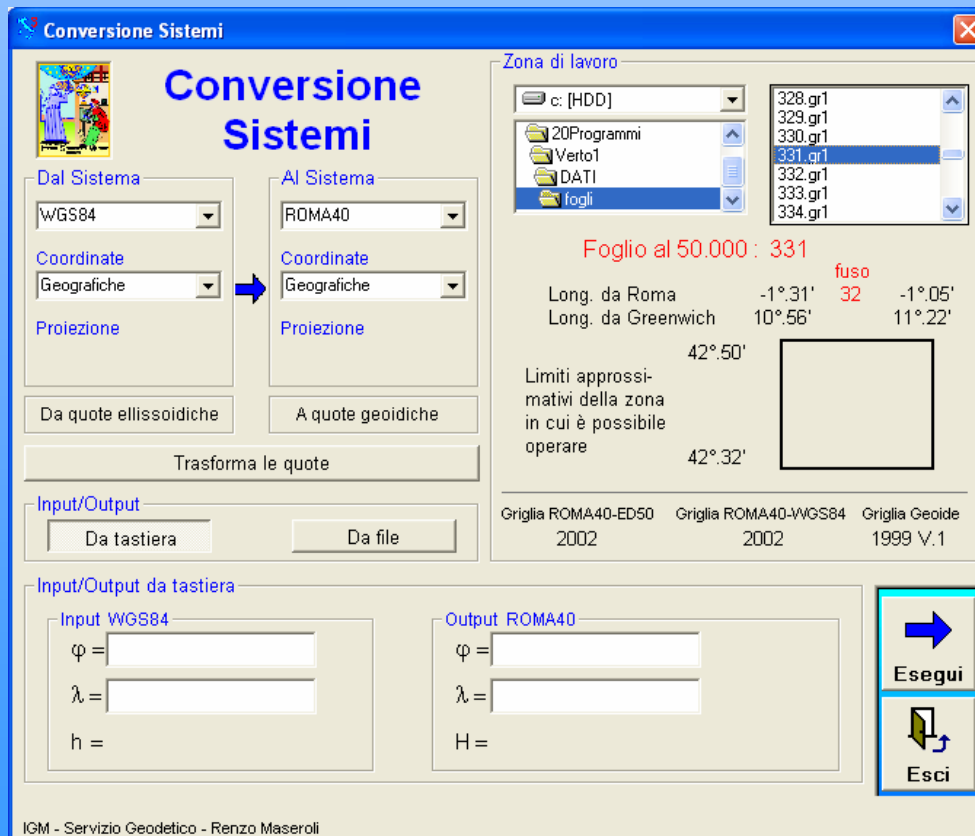 Conversione Sistemi
Conversione
Sistemi
Dal Sistema
WGS84
Coordinate
Geografiche
Proiezione
Al Sistema
ROMA40
Coordinate
Geografiche
Proiezione
Da quote ellissoidiche
A quote geoidiche
Trasforma le quote
Input/Output
Da tastiera
Da file
Zona di lavoro
c: [HDD]
20Programmi
Verto1
DATI
fogli
328.gr1
329.gr1
330.gr1
331.gr1
332.gr1
333.gr1
334.gr1
Foglio al 50.000 : 331
fuso
Long. da Roma -1°.31' 32 -1°.05'
Long. da Greenwich 10°.56' 11°.22'
42°.50'
Limiti approssi-
mativi della zona
in cui è possibile
operare
42°.32'
Griglia ROMA40-ED50 Griglia ROMA40-WGS84 Griglia Geoide
2002 2002 1999 V.1
Input/Output da tastiera
Input WGS84
φ =
λ =
h =
Output ROMA40
φ =
λ =
H =
Esegui
Esci
IGM - Servizio Geodetico - Renzo Maseroli